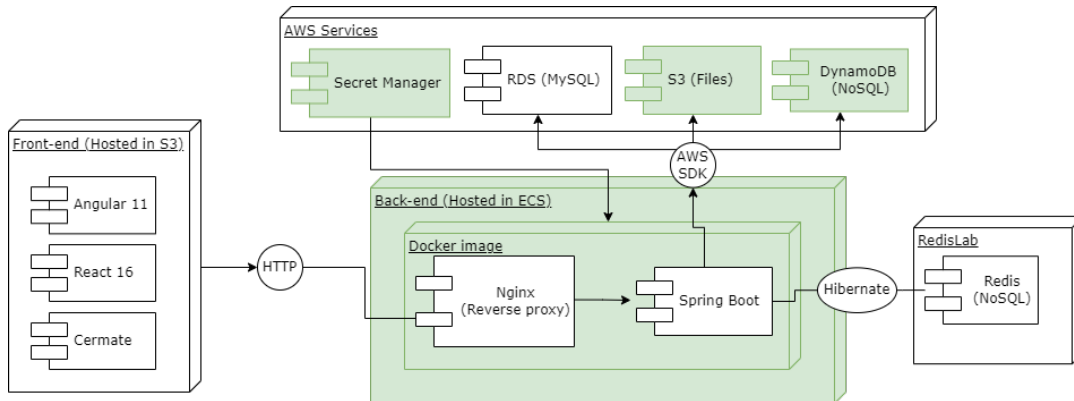 AWS Services
Secret Manager
RDS (MySQL)
S3 (Files)
DynamoDB
(NoSQL)
Front-end (Hosted in S3)
Angular 11
React 16
Cermate
HTTP
AWS
SDK
Back-end (Hosted in ECS)
Docker image
Nginx
(Reverse proxy)
Spring Boot
Hibernate
RedisLab
Redis
(NoSQL)